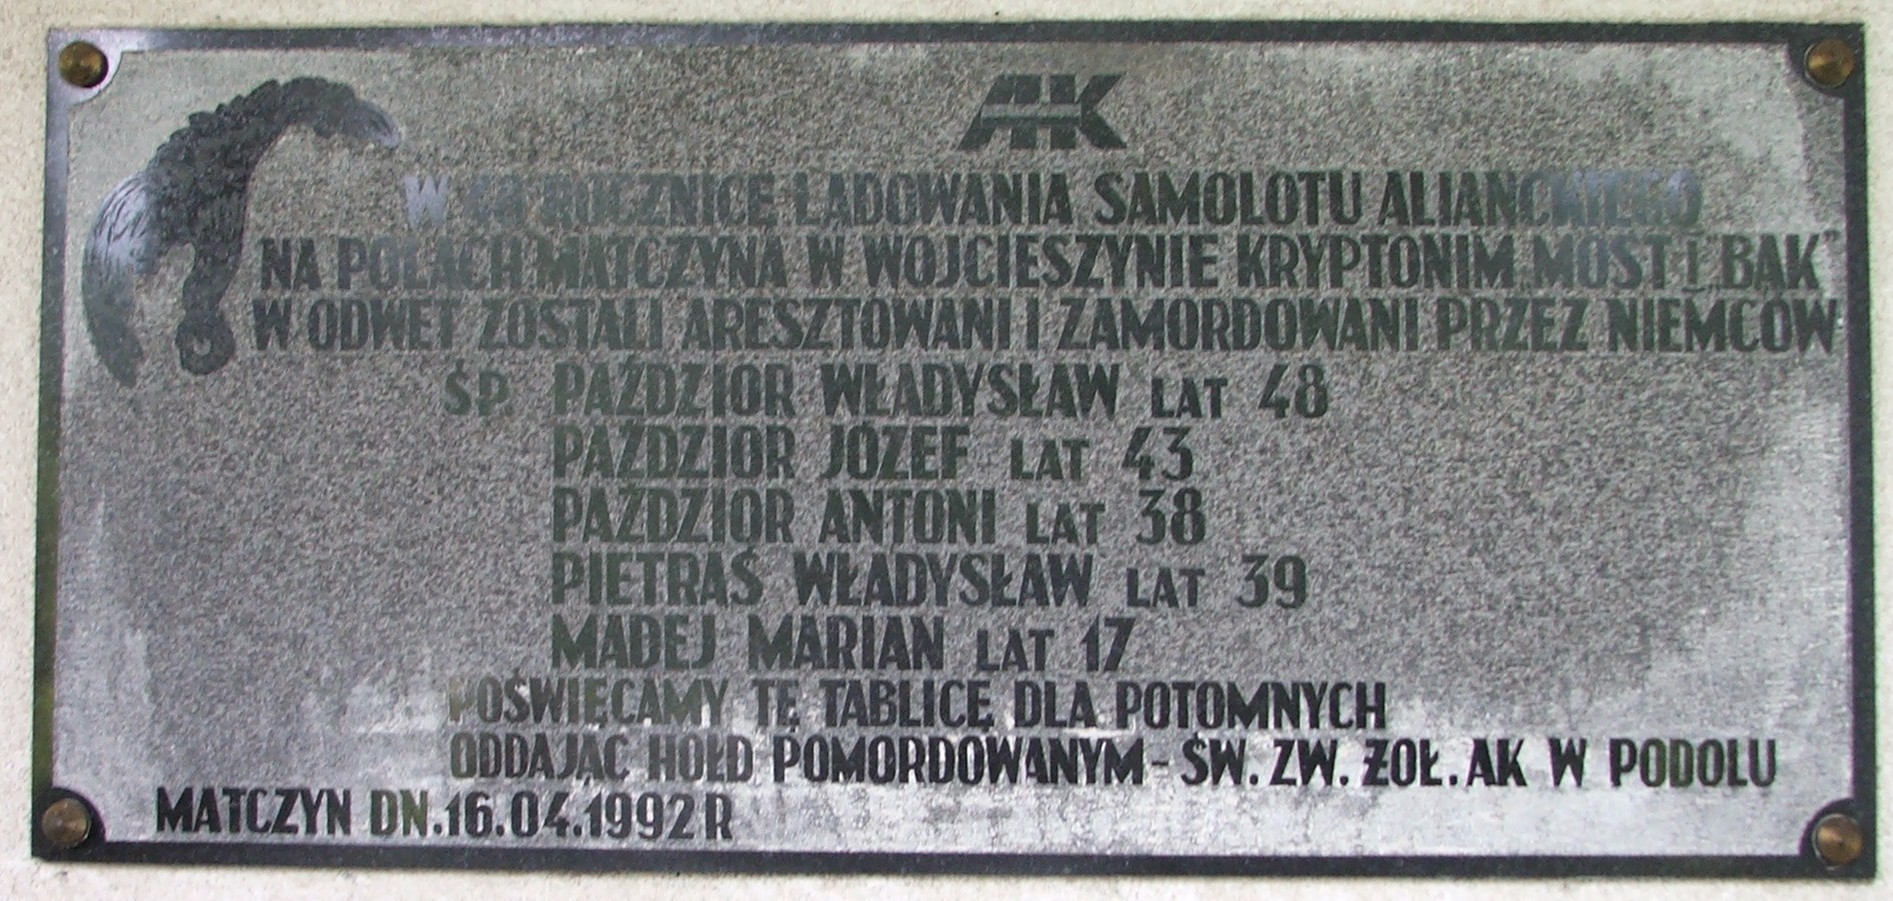 AK
W ROCZNICĘ LĄDOWANIA SAMOLOTU ALIANCKIEGO
NA POLACH MATCZYNA W WOJCIESZYNIE KRYPTONIM „MOST I BĄK”
W ODWET ZOSTALI ARESZTOWANI I ZAMORDOWANI PRZEZ NIEMCÓW
ŚP. PAŹDZIOR WŁADYSŁAW LAT 48
PAŹDZIOR JÓZEF LAT 43
PAŹDZIOR ANTONI LAT 38
PIETRAŚ WŁADYSŁAW LAT 39
MADEJ MARIAN LAT 17
POŚWIĘCAMY TĘ TABLICĘ DLA POTOMNYCH
ODDAJĄC HOŁD POMORDOWANYM - ŚW. ZW. ŻOŁ. AK W PODOLU
MATCZYN DN. 16.04.1992 R